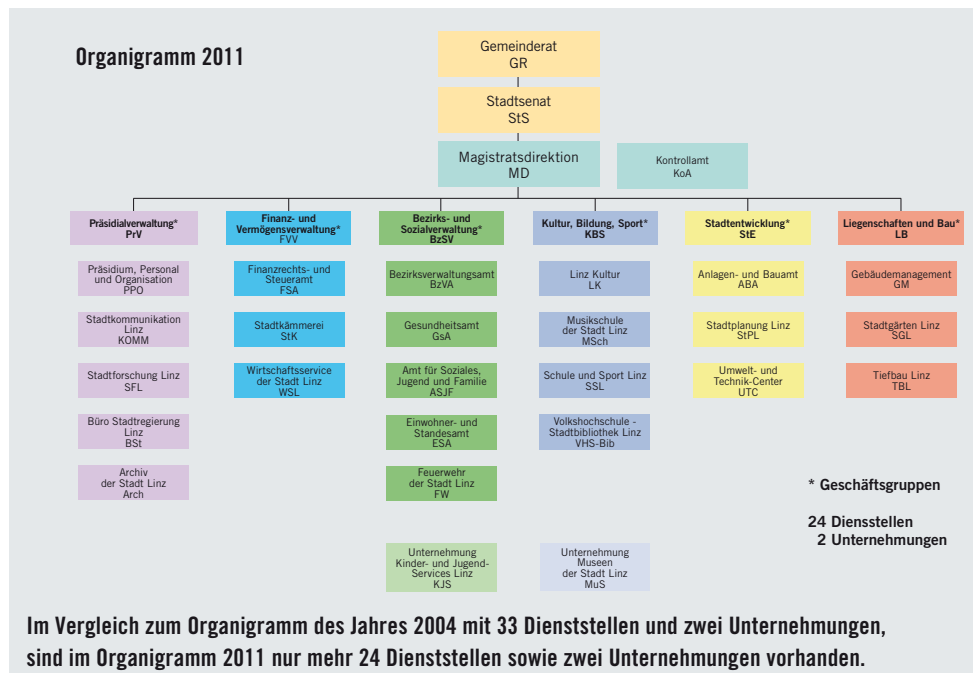 Organigramm 2011
Gemeinderat
GR
Stadtsenat
StS
Magistratsdirektion
MD
Kontrollamt
KoA
Präsidialverwaltung*
PrV
Finanz- und
Vermögensverwaltung*
FVV
Bezirks- und
Sozialverwaltung*
BzSV
Kultur, Bildung, Sport*
KBS
Stadtentwicklung*
StE
Liegenschaften und Bau*
LB
Präsidium, Personal
und Organisation
PPO
Finanzrechts- und
Steueramt
FSA
Bezirksverwaltungsamt
BzVA
Linz Kultur
LK
Anlagen- und Bauamt
ABA
Gebäudemanagement
GM
Stadtkommunikation
Linz
KOMM
Stadtkämmerei
StK
Gesundheitsamt
GsA
Musikschule
der Stadt Linz
MSch
Stadtplanung Linz
StPL
Stadtgärten Linz
SGL
Stadtforschung Linz
SFL
Wirtschaftsservice
der Stadt Linz
WSL
Amt für Soziales,
Jugend und Familie
ASJF
Schule und Sport Linz
SSL
Umwelt- und
Technik-Center
UTC
Tiefbau Linz
TBL
Büro Stadtregierung
Linz
BSt
Einwohner- und
Standesamt
ESA
Volkshochschule -
Stadtbibliothek Linz
VHS-Bib
Archiv
der Stadt Linz
Arch
Feuerwehr
der Stadt Linz
FW
* Geschäftsgruppen
24 Diensstellen
2 Unternehmungen
Unternehmung
Kinder- und Jugend-
Services Linz
KJS
Unternehmung
Museen
der Stadt Linz
MuS
Im Vergleich zum Organigramm des Jahres 2004 mit 33 Dienststellen und zwei Unternehmungen,
sind im Organigramm 2011 nur mehr 24 Dienststellen sowie zwei Unternehmungen vorhanden.